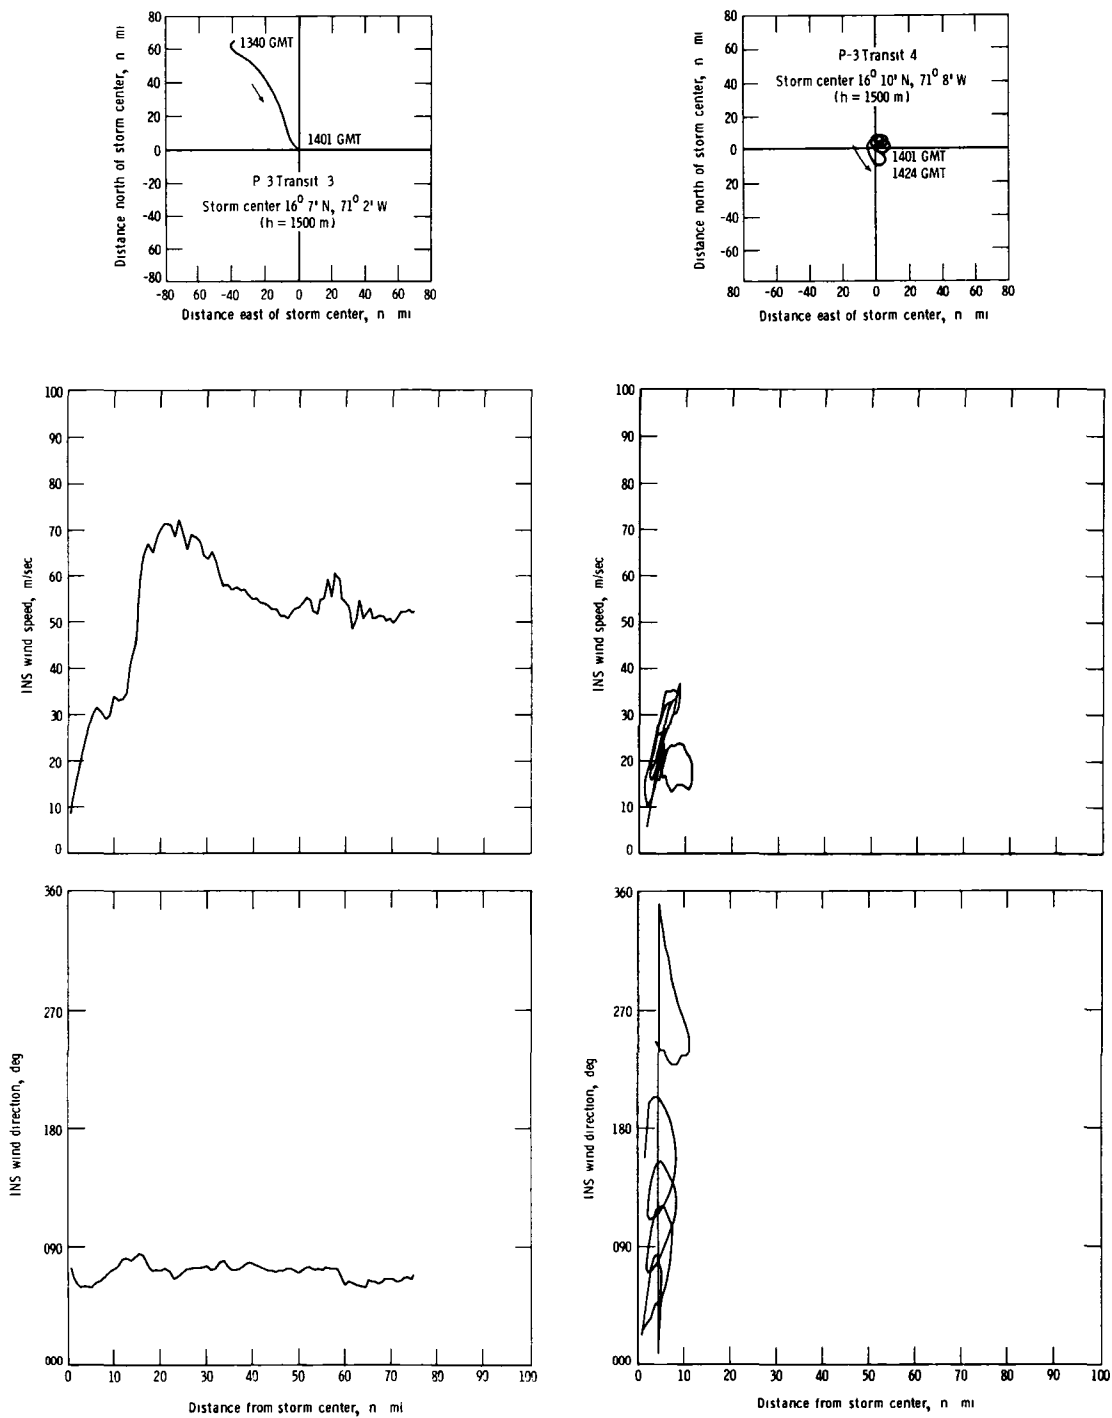 80
60
40
20
0
-20
-40
60
-80
Distance north of storm center, n mi
1340 GMT
1401 GMT
P 3 Transit 3
Storm center 16° 7' N, 71° 2' W
(h = 1500 m)
-80 -60 -40 -20 0 20 40 60 80
Distance east of storm center, n mi
80
60
40
20
0
-20
-40
-60
-80
Distance north of storm center, n mi
P-3 Transit 4
Storm center 16° 10' N, 71° 8' W
(h = 1500 m)
1401 GMT
1424 GMT
80 -60 -40 -20 0 20 40 60 80
Distance east of storm center, n mi
100
90
80
70
60
50
40
30
20
10
0
INS wind speed, m/sec
100
90
80
70
60
50
40
30
20
10
0
INS wind speed, m/sec
360
270
180
090
000
INS wind direction, deg
0 10 20 30 40 50 60 70 80 90 100
Distance from storm center, n mi
360
270
180
090
000
INS wind direction, deg
0 10 20 30 40 50 60 70 80 90 100
Distance from storm center, n mi